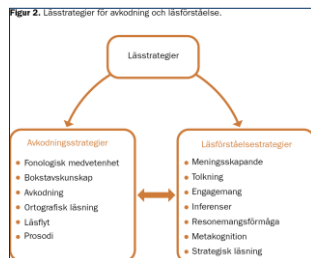 Figur 2. Lässtrategier för avkodning och läsförståelse.
Lässtrategier
Avkodningsstrategier
• Fonologisk medvetenhet
• Bokstavskunskap
• Avkodning
• Ortografisk läsning
• Läsflyt
• Prosodi
Läsförståelsestrategier
• Meningsskapande
• Tolkning
• Engagemang
• Inferenser
• Resonemangsförmåga
• Metakognition
• Strategisk läsning